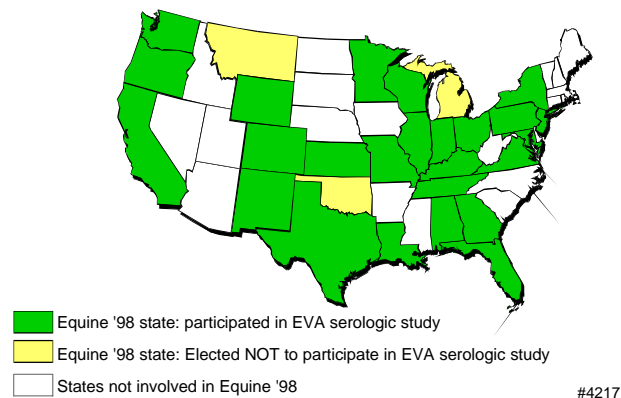 Equine '98 state: participated in EVA serologic study
Equine '98 state: Elected NOT to participate in EVA serologic study
States not involved in Equine '98
#4217